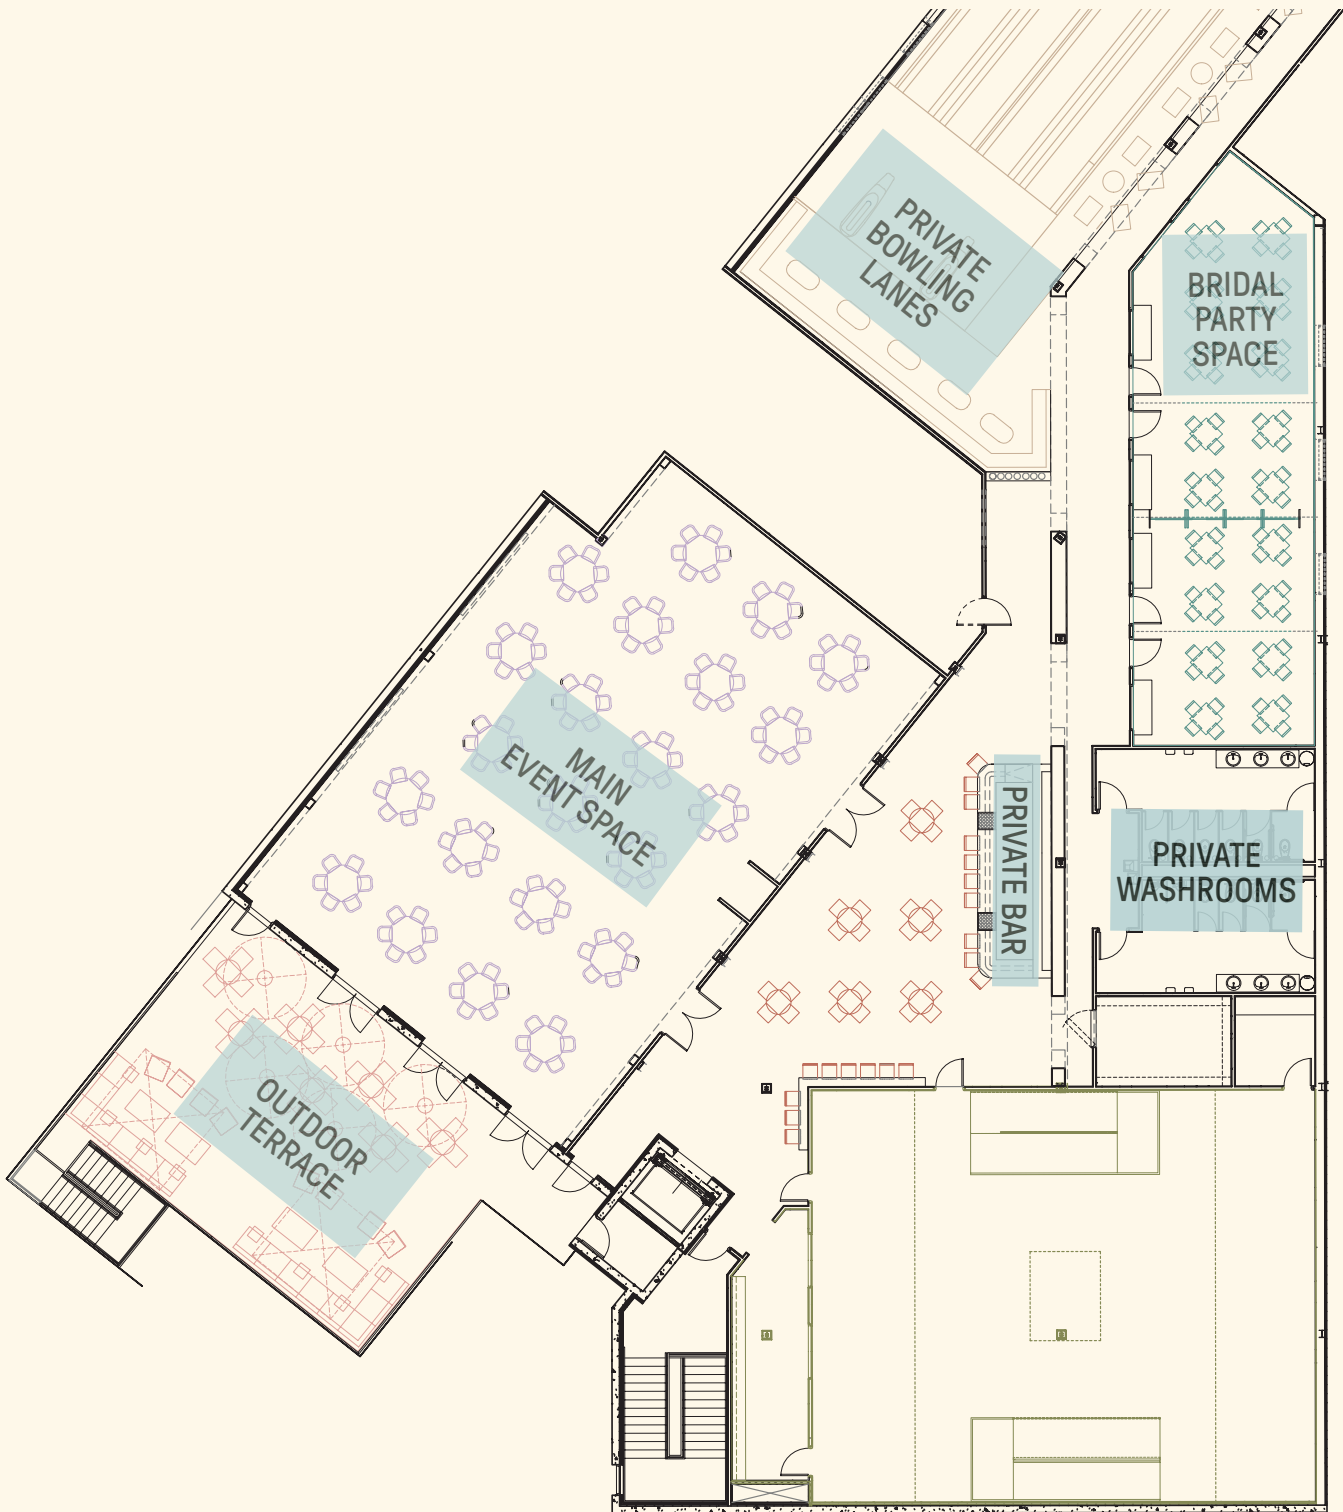 PRIVATE
BOWLING
LANES
BRIDAL
PARTY
SPACE
MAIN
EVENT SPACE
PRIVATE BAR
PRIVATE
WASHROOMS
OUTDOOR
TERRACE